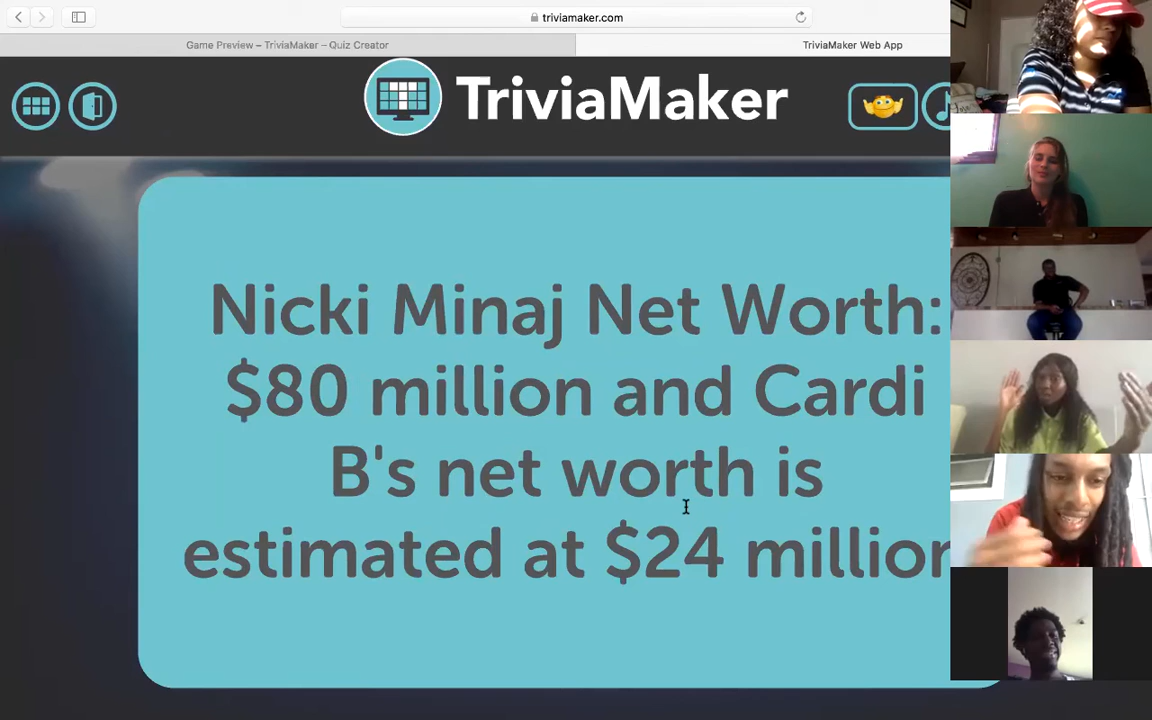 triviamaker.com
Game Preview – TriviaMaker – Quiz Creator
TriviaMaker Web App
TriviaMaker
Nicki Minaj Net Worth:
$80 million and Cardi
B's net worth is
estimated at $24 million